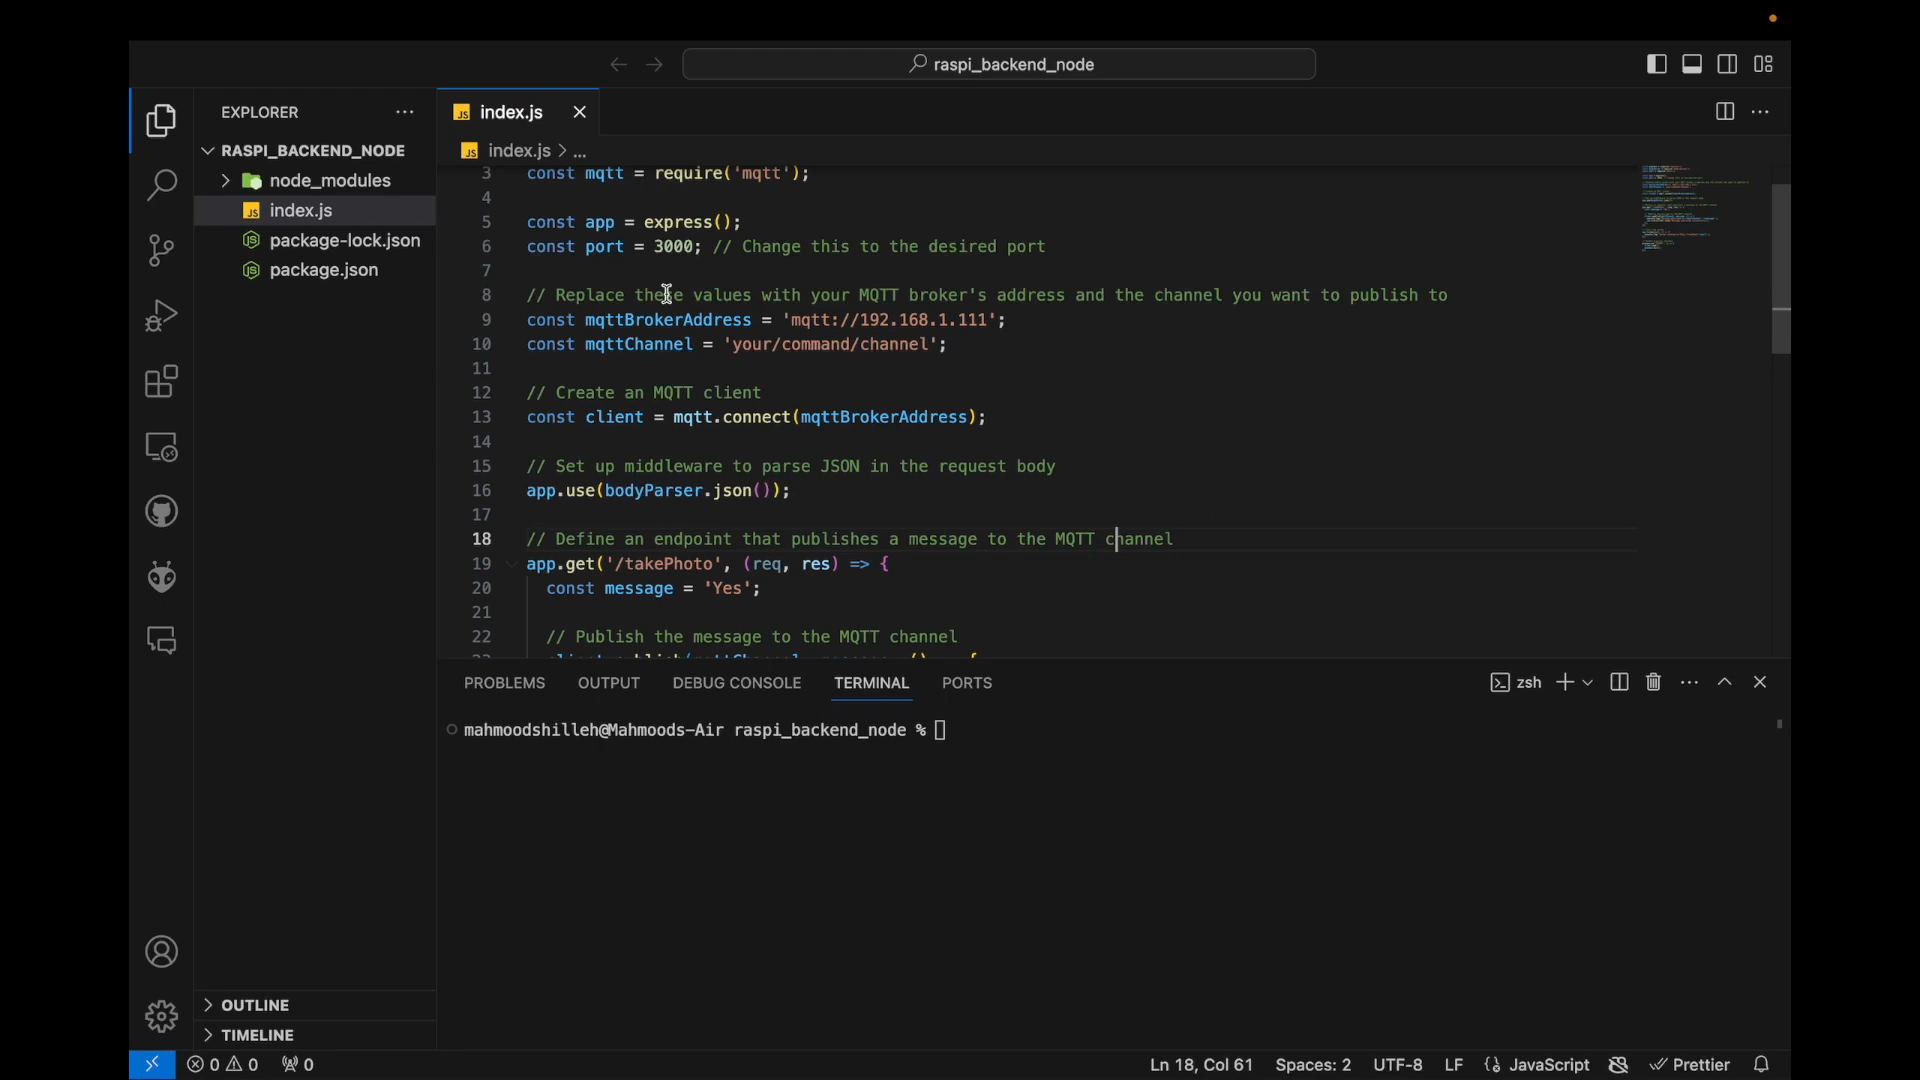 raspi_backend_node
EXPLORER
RASPI_BACKEND_NODE
node_modules
index.js
package-lock.json
package.json
OUTLINE
TIMELINE
index.js
index.js > ...
3 const mqtt = require('mqtt');
4
5 const app = express();
6 const port = 3000; // Change this to the desired port
7
8 // Replace these values with your MQTT broker's address and the channel you want to publish to
9 const mqttBrokerAddress = 'mqtt://192.168.1.111';
10 const mqttChannel = 'your/command/channel';
11
12 // Create an MQTT client
13 const client = mqtt.connect(mqttBrokerAddress);
14
15 // Set up middleware to parse JSON in the request body
16 app.use(bodyParser.json());
17
18 // Define an endpoint that publishes a message to the MQTT channel
19 app.get('/takePhoto', (req, res) => {
20 const message = 'Yes';
21
22 // Publish the message to the MQTT channel
PROBLEMS OUTPUT DEBUG CONSOLE TERMINAL PORTS
zsh
mahmoodshilleh@Mahmoods-Air raspi_backend_node %
0 0 0
Ln 18, Col 61 Spaces: 2 UTF-8 LF JavaScript Prettier